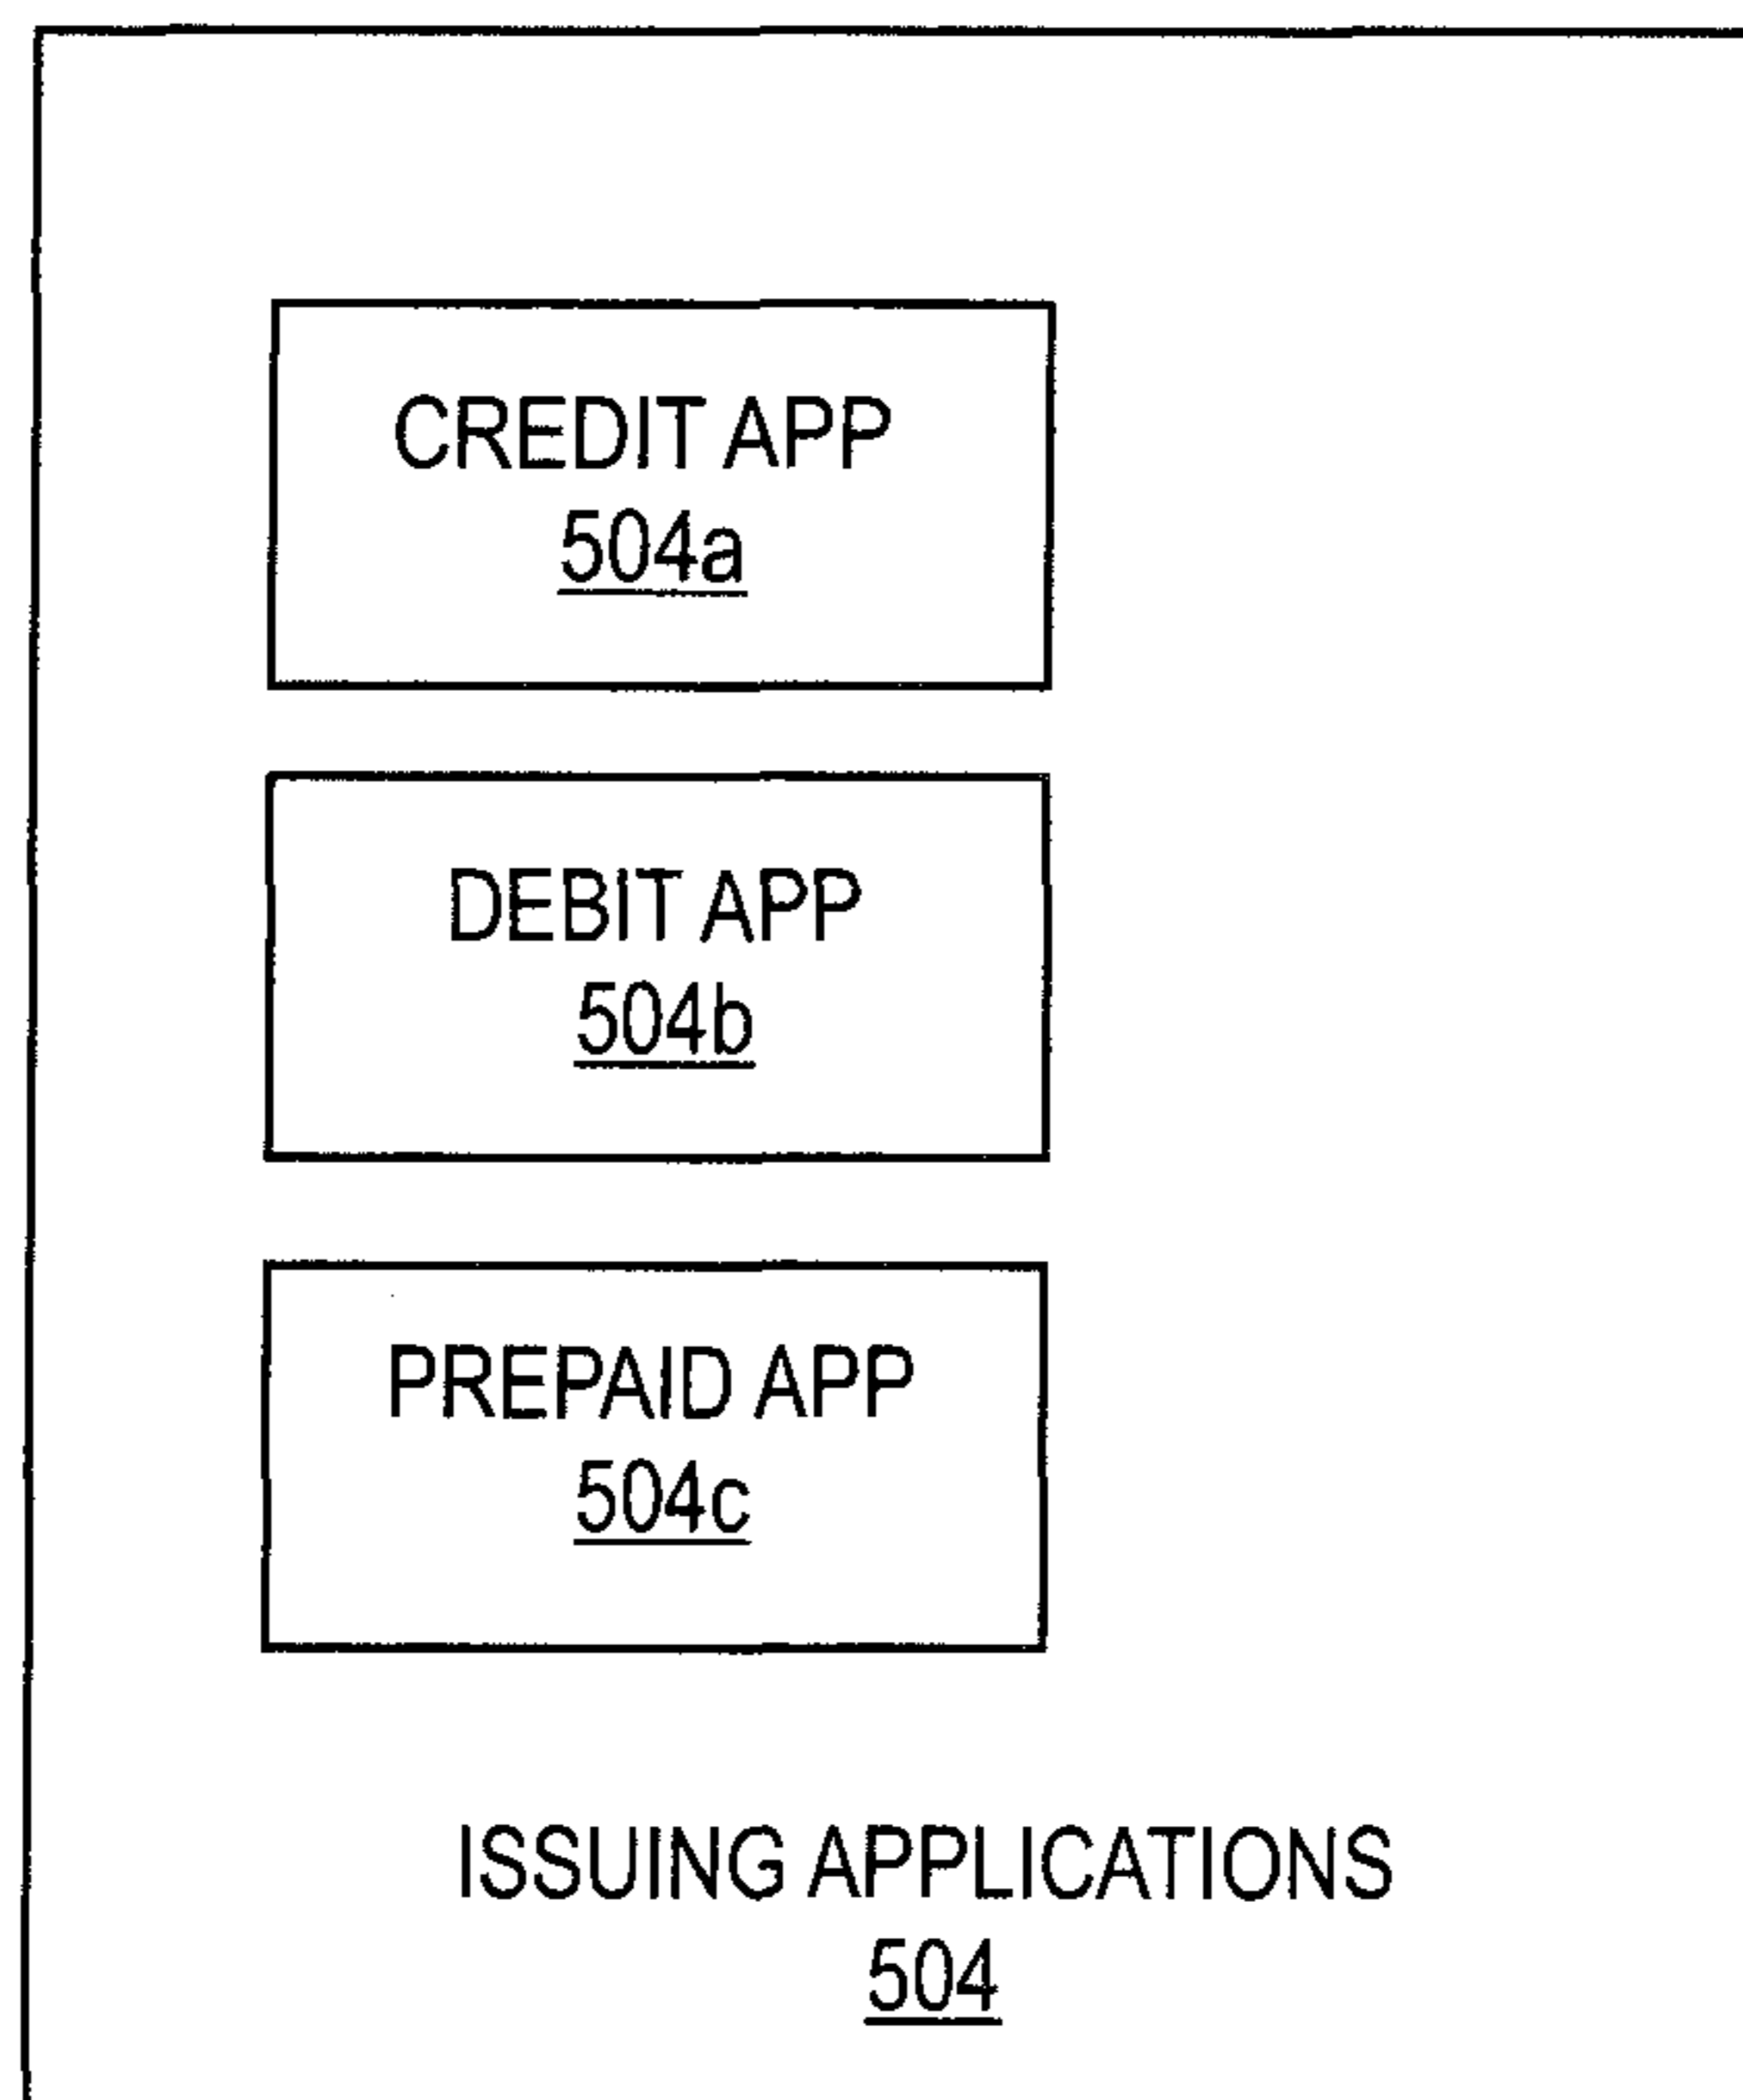 CREDIT APP
504a
DEBIT APP
504b
PREPAID APP
504c
ISSUING APPLICATIONS
504